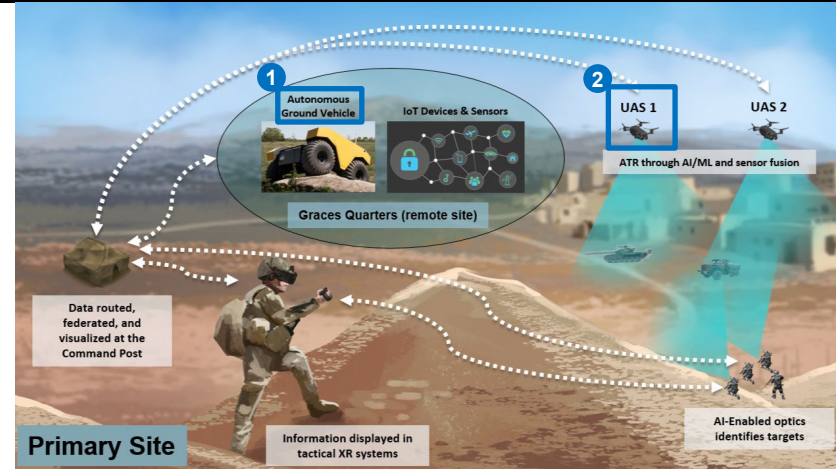 1
Autonomous
Ground Vehicle
IoT Devices & Sensors
Graces Quarters (remote site)
2
UAS 1
UAS 2
ATR through AI/ML and sensor fusion
Data routed,
federated, and
visualized at the
Command Post
Information displayed in
tactical XR systems
AI-Enabled optics
identifies targets
Primary Site